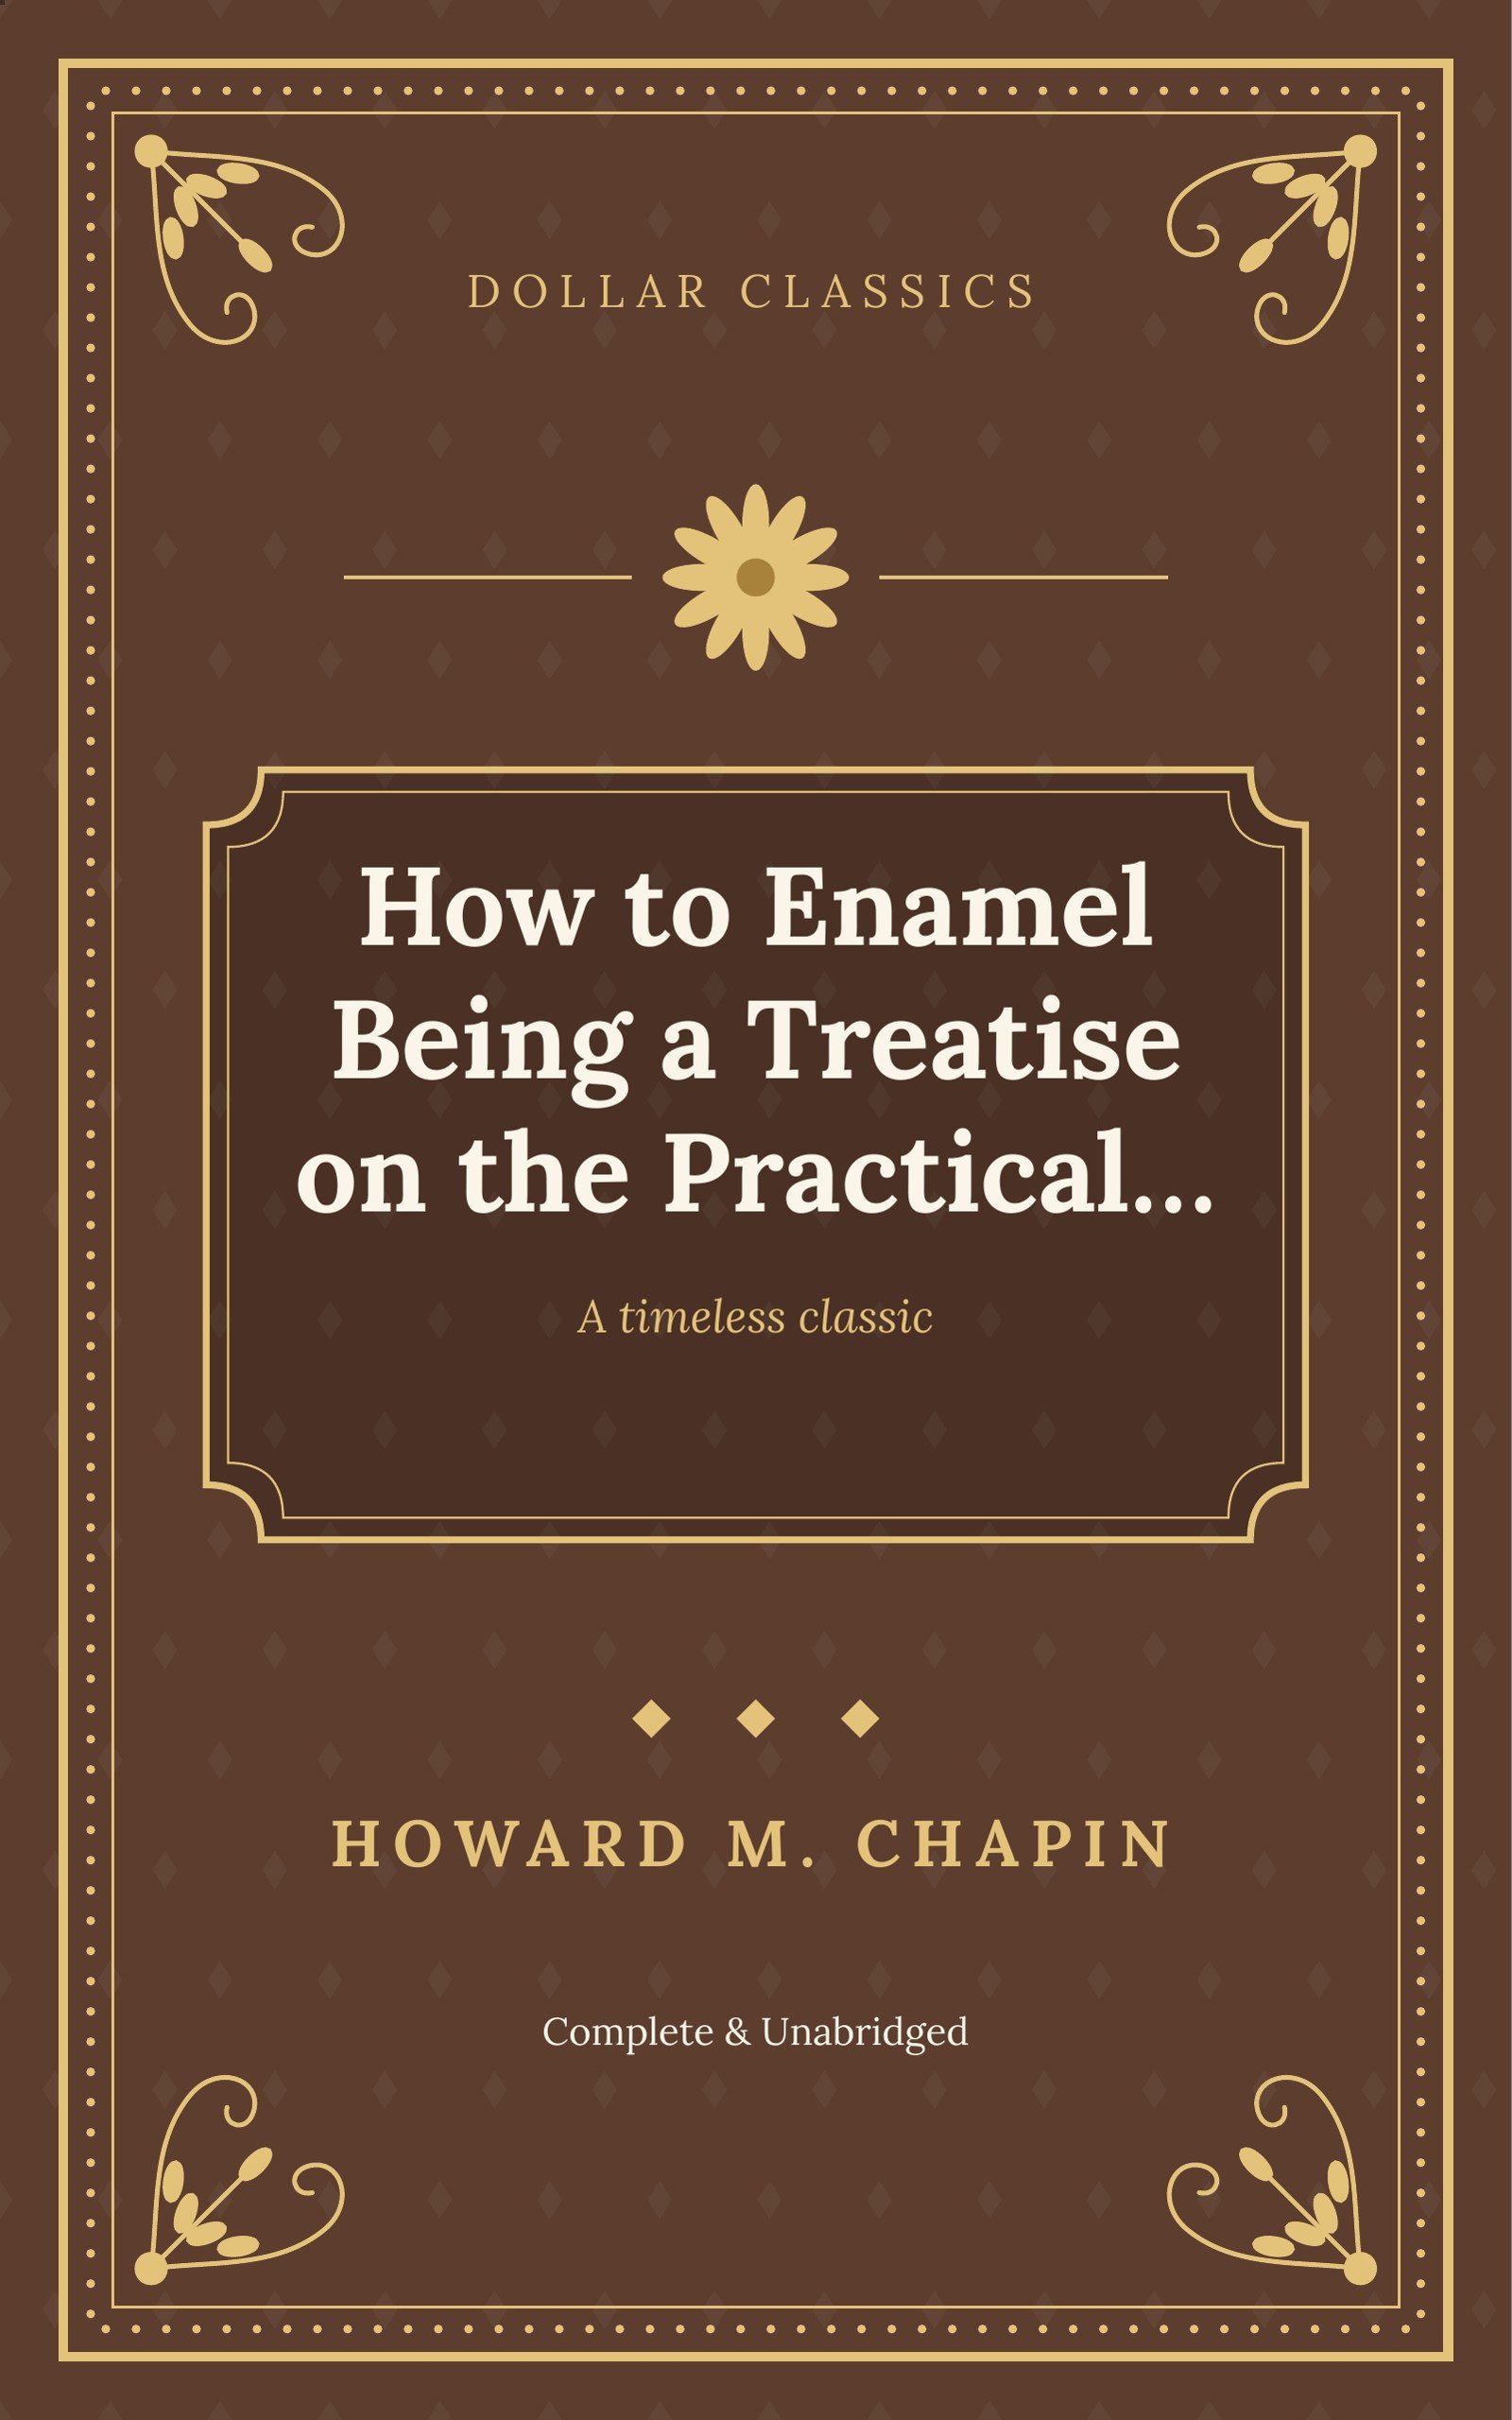 DOLLAR CLASSICS
How to Enamel
Being a Treatise
on the Practical...
A timeless classic
HOWARD M. CHAPIN
Complete & Unabridged